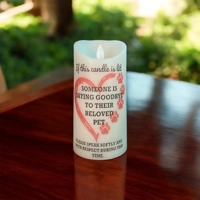 If this candle is lit
SOMEONE IS
SAYING GOODBYE
TO THEIR
BELOVED
PET
PLEASE SPEAK SOFTLY AND
RESPECT DURING THIS
TIME.